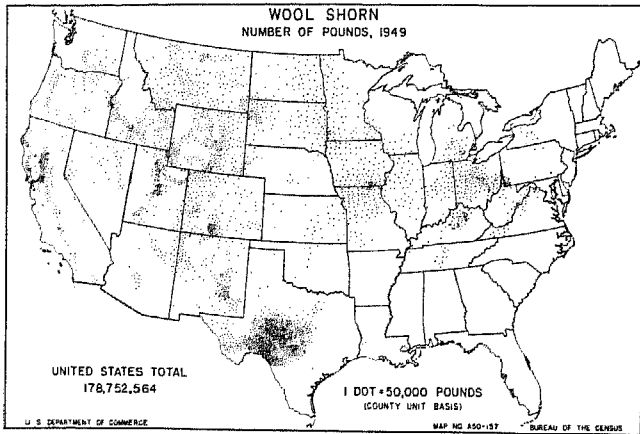 WOOL SHORN
NUMBER OF POUNDS, 1949
UNITED STATES TOTAL
178,752,564
1 DOT = 50,000 POUNDS
(COUNTY UNIT BASIS)
U S DEPARTMENT OF COMMERCE
MAP NO A50-157
BUREAU OF THE CENSUS